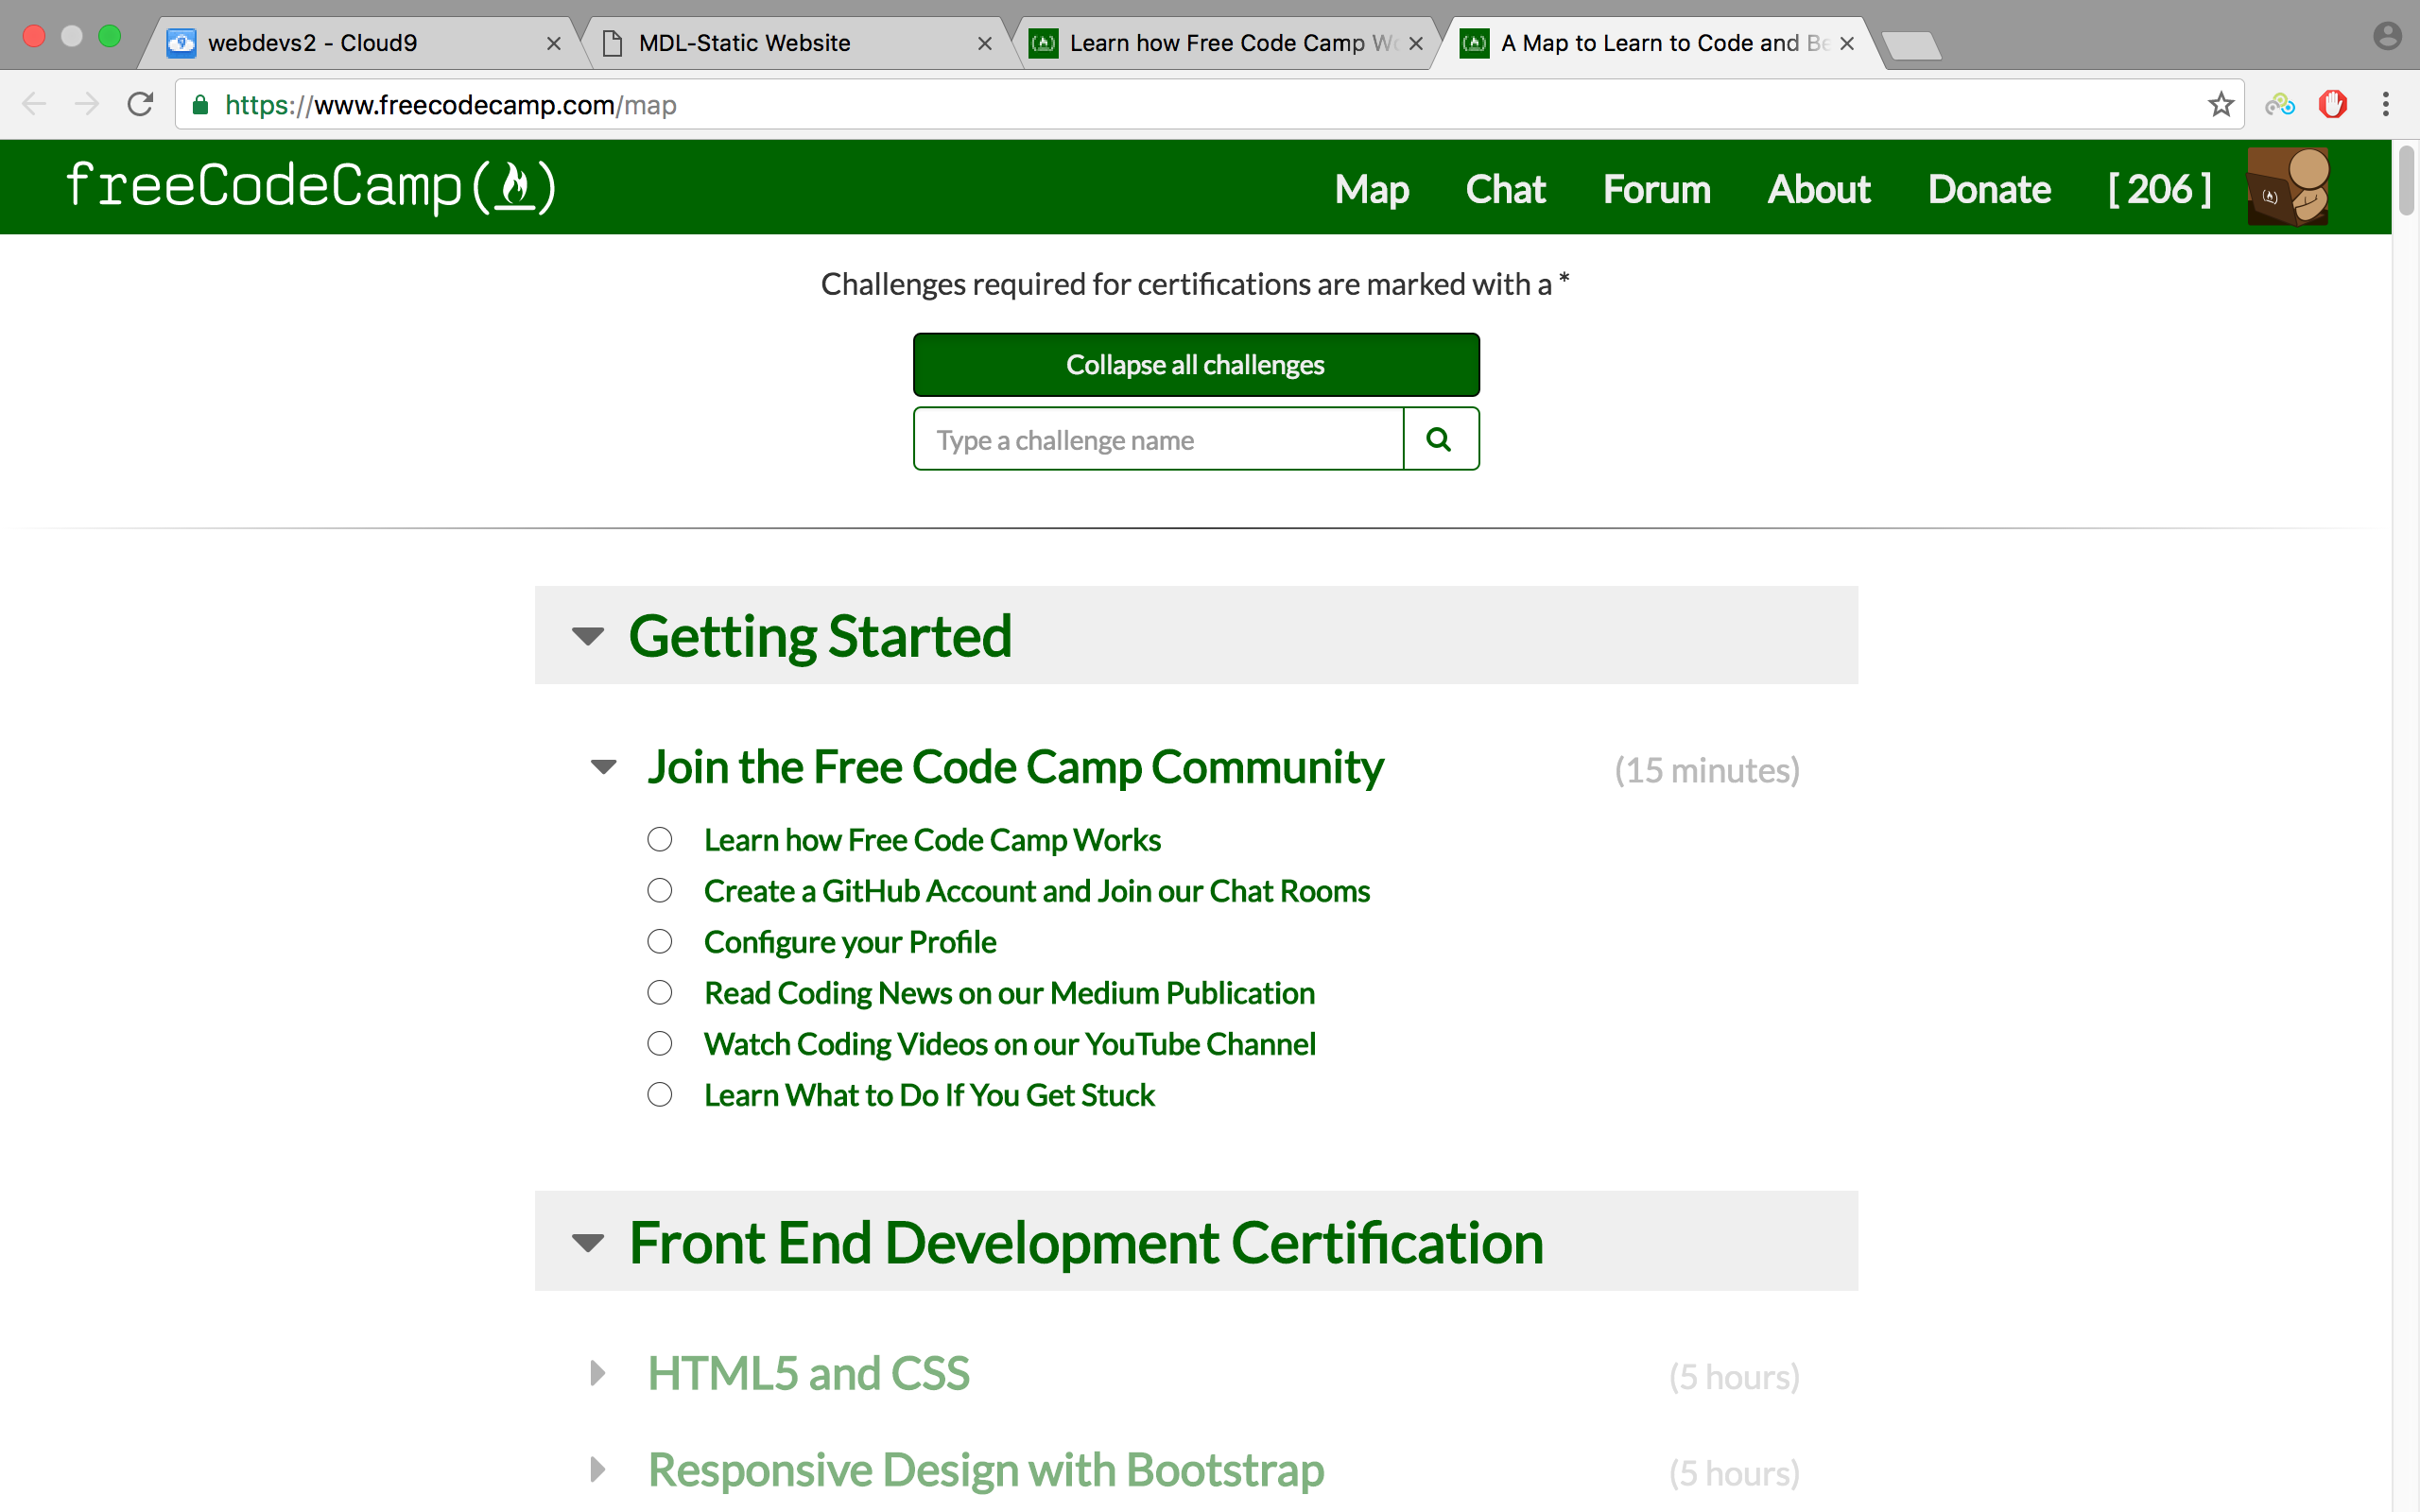 webdevs2 - Cloud9
MDL-Static Website
Learn how Free Code Camp Wo
A Map to Learn to Code and Be
https://www.freecodecamp.com/map
freeCodeCamp
Map Chat Forum About Donate [ 206 ]
Challenges required for certifications are marked with a *
Collapse all challenges
Type a challenge name
Getting Started
Join the Free Code Camp Community (15 minutes)
Learn how Free Code Camp Works
Create a GitHub Account and Join our Chat Rooms
Configure your Profile
Read Coding News on our Medium Publication
Watch Coding Videos on our YouTube Channel
Learn What to Do If You Get Stuck
Front End Development Certification
HTML5 and CSS (5 hours)
Responsive Design with Bootstrap (5 hours)